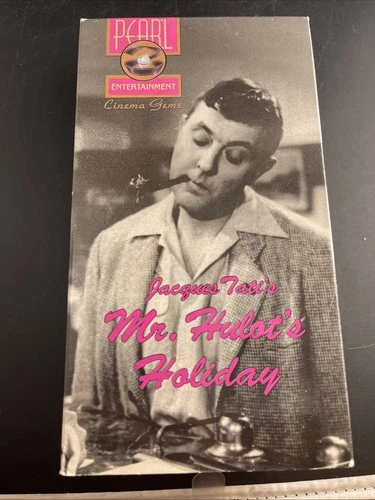 PEARL
ENTERTAINMENT
Cinema Gems
Jacques Tati's
Mr. Hulot's
Holiday